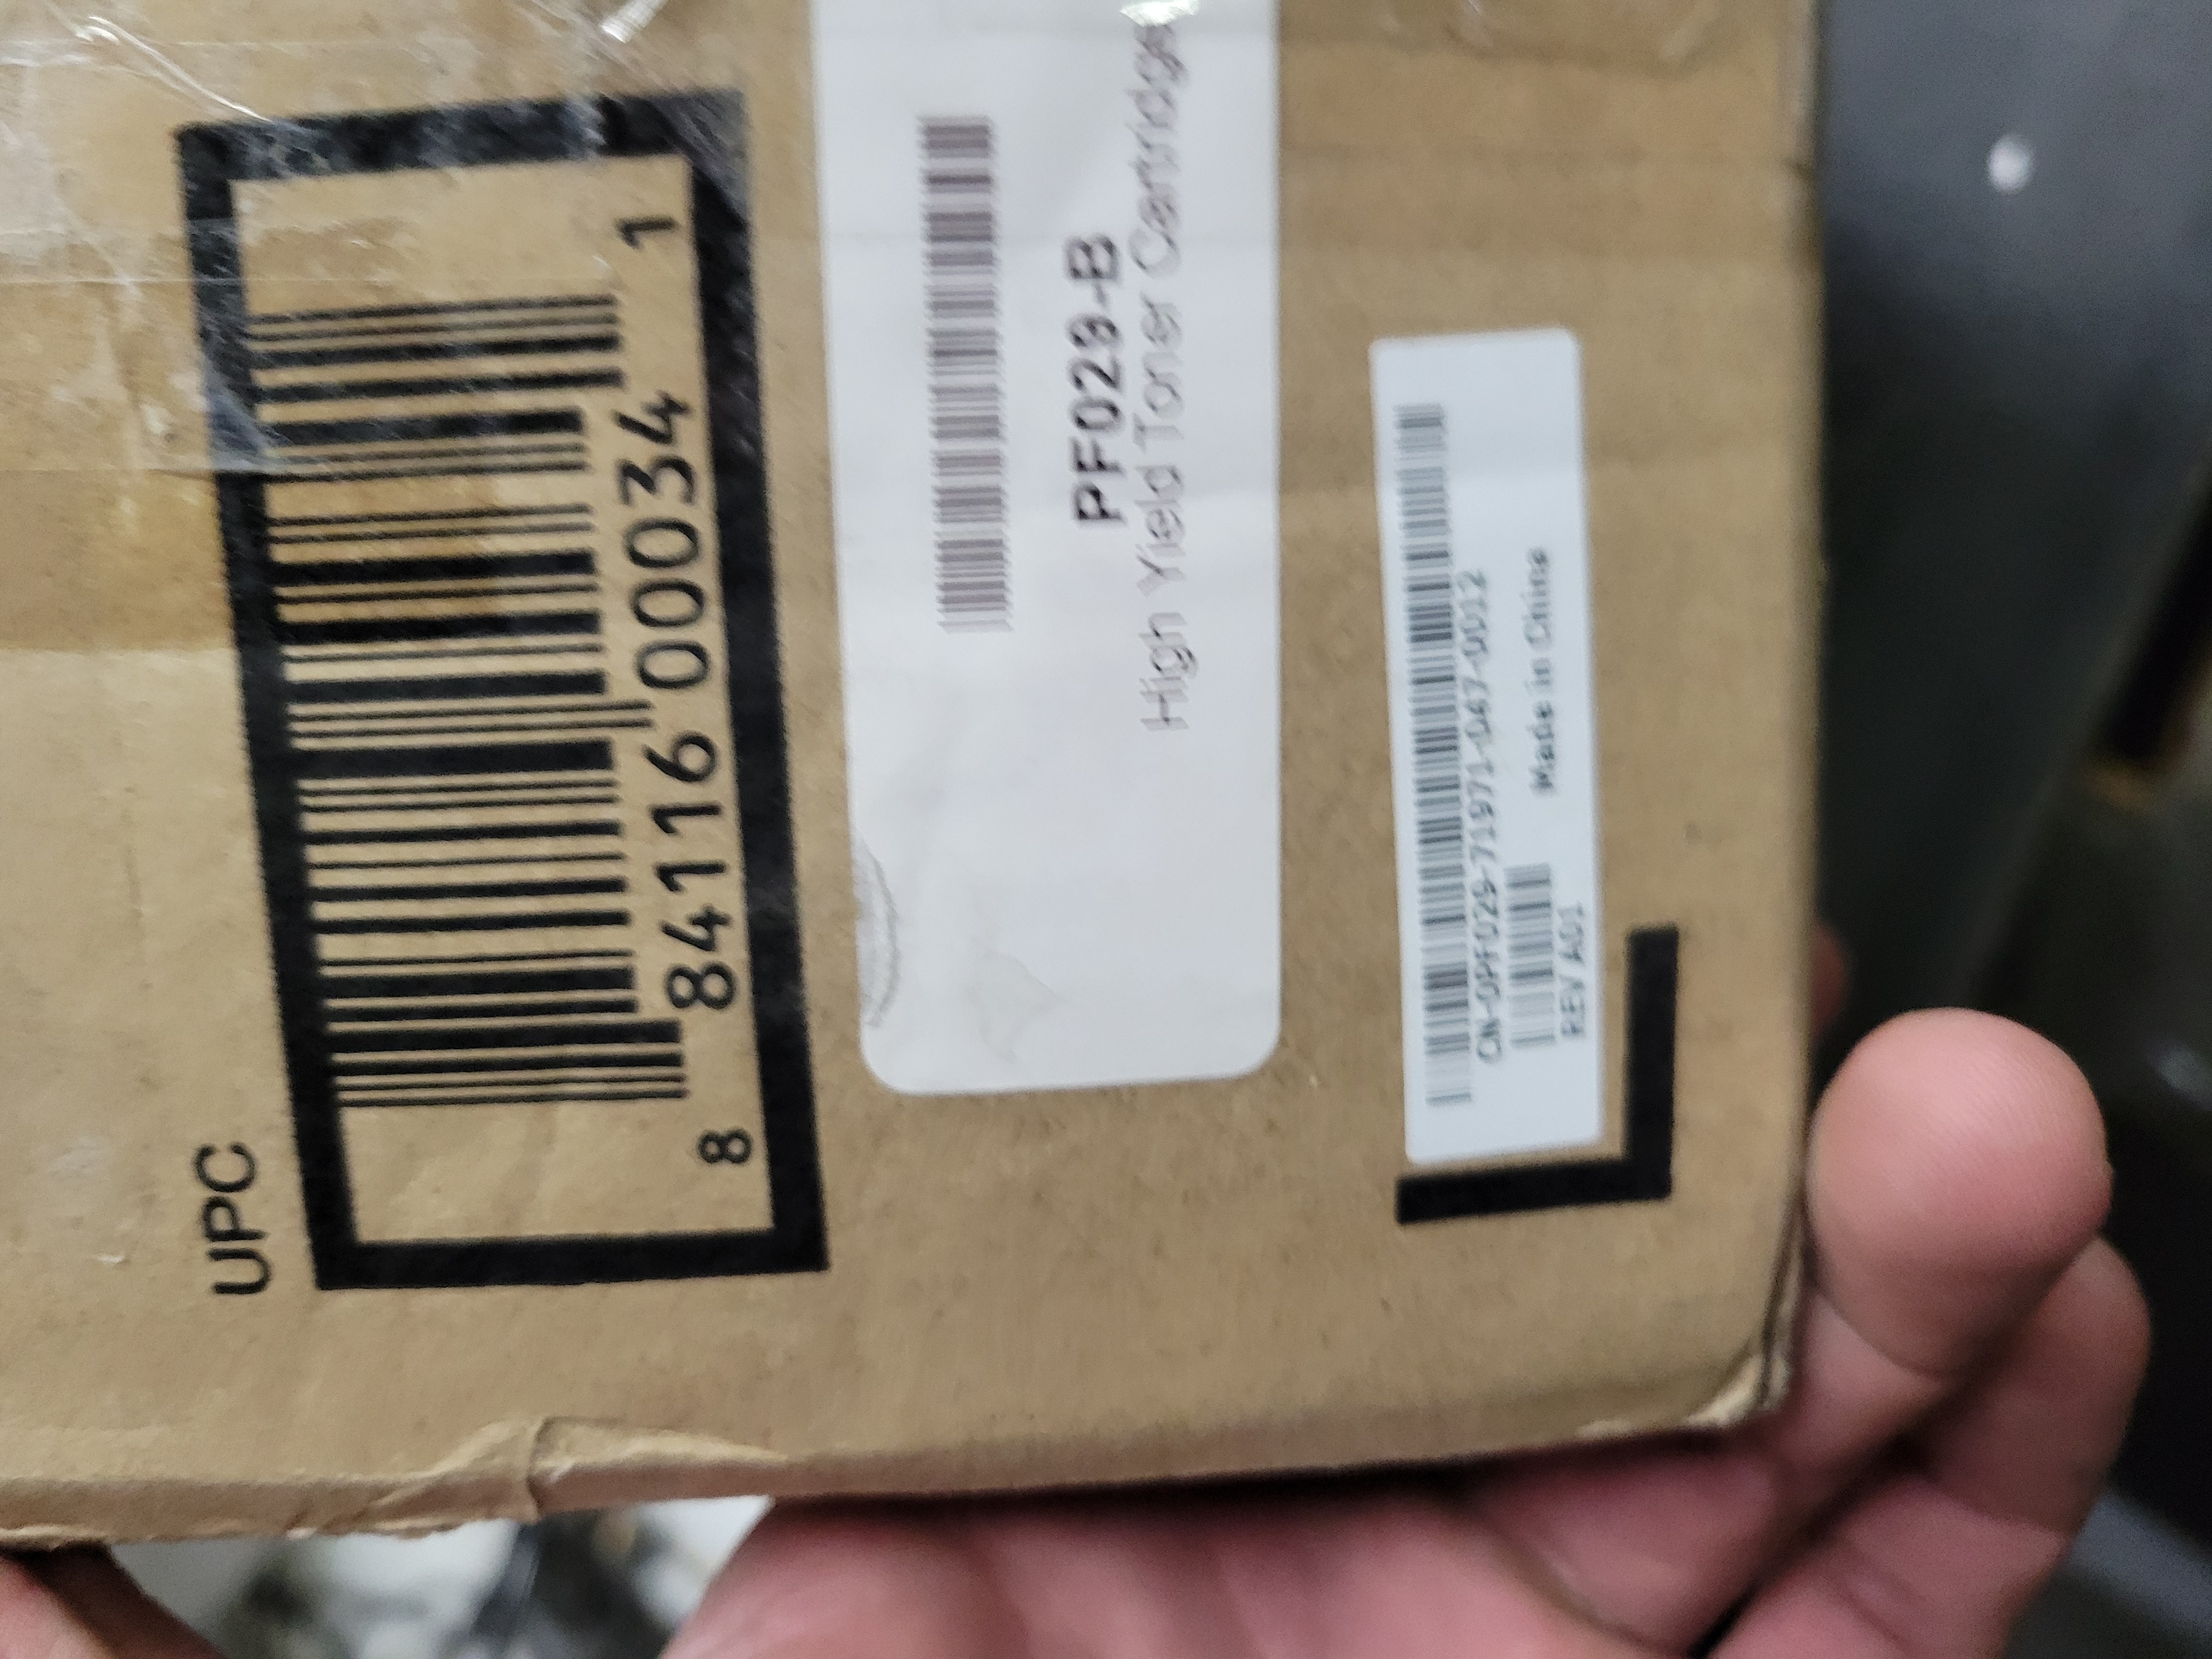 UPC
8 84116 00034 1
PF029-B
High Yield Toner Cartridge
CN-0PF029-71971-0A7-0012
Made in China
REV A01